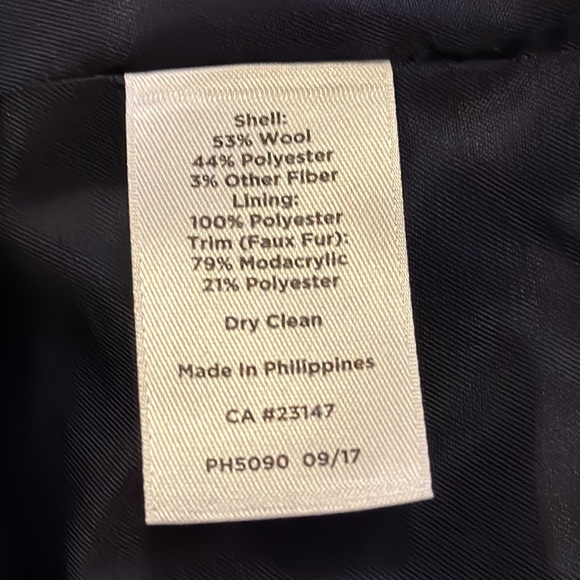 Shell:
53% Wool
44% Polyester
3% Other Fiber
Lining:
100% Polyester
Trim (Faux Fur):
79% Modacrylic
21% Polyester
Dry Clean
Made In Philippines
CA #23147
PH5090 09/17